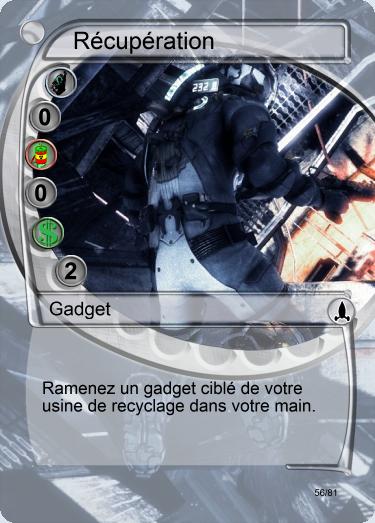 Récupération
232
0
0
$
2
Gadget
Ramenez un gadget ciblé de votre
usine de recyclage dans votre main.
56/81